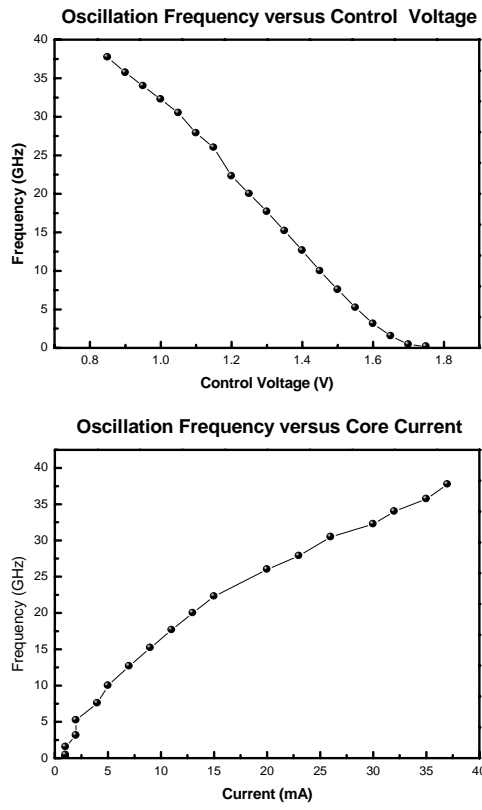 Oscillation Frequency versus Control Voltage
40
35
30
25
20
15
10
5
0
Frequency (GHz)
0.8 1.0 1.2 1.4 1.6 1.8
Control Voltage (V)
Oscillation Frequency versus Core Current
40
35
30
25
20
15
10
5
0
Frequency (GHz)
0 5 10 15 20 25 30 35 40
Current (mA)